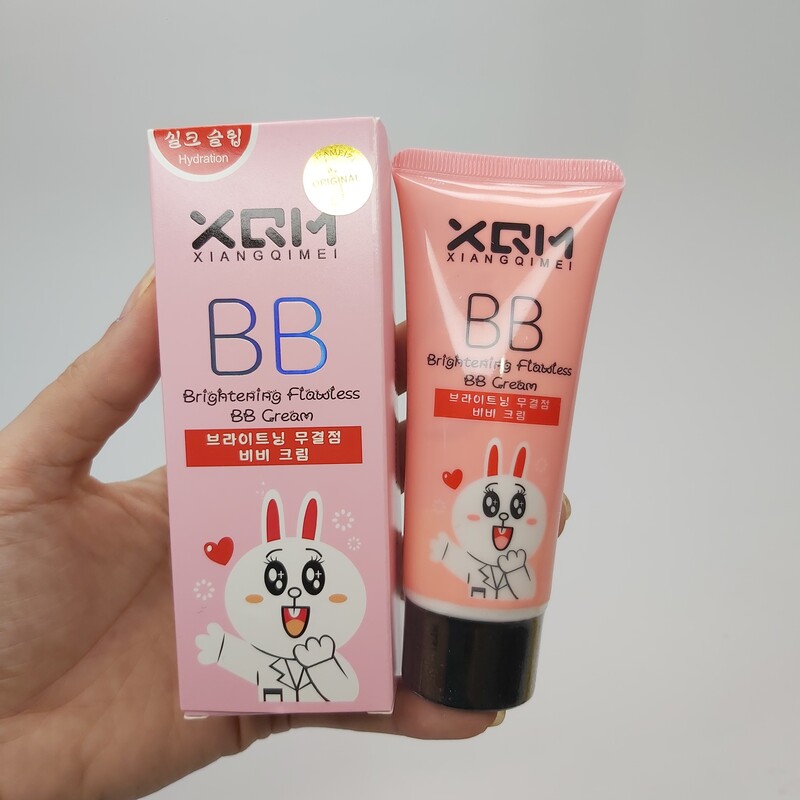 실크 슬립
Hydration
ORIGINAL
XQM
XIANGQIMEI
BB
Brightening Flawless
BB Cream
브라이트닝 무결점
비비 크림
XQM
XIANGQIMEI
BB
Brightening Flawless
BB Cream
브라이트닝 무결점
비비 크림